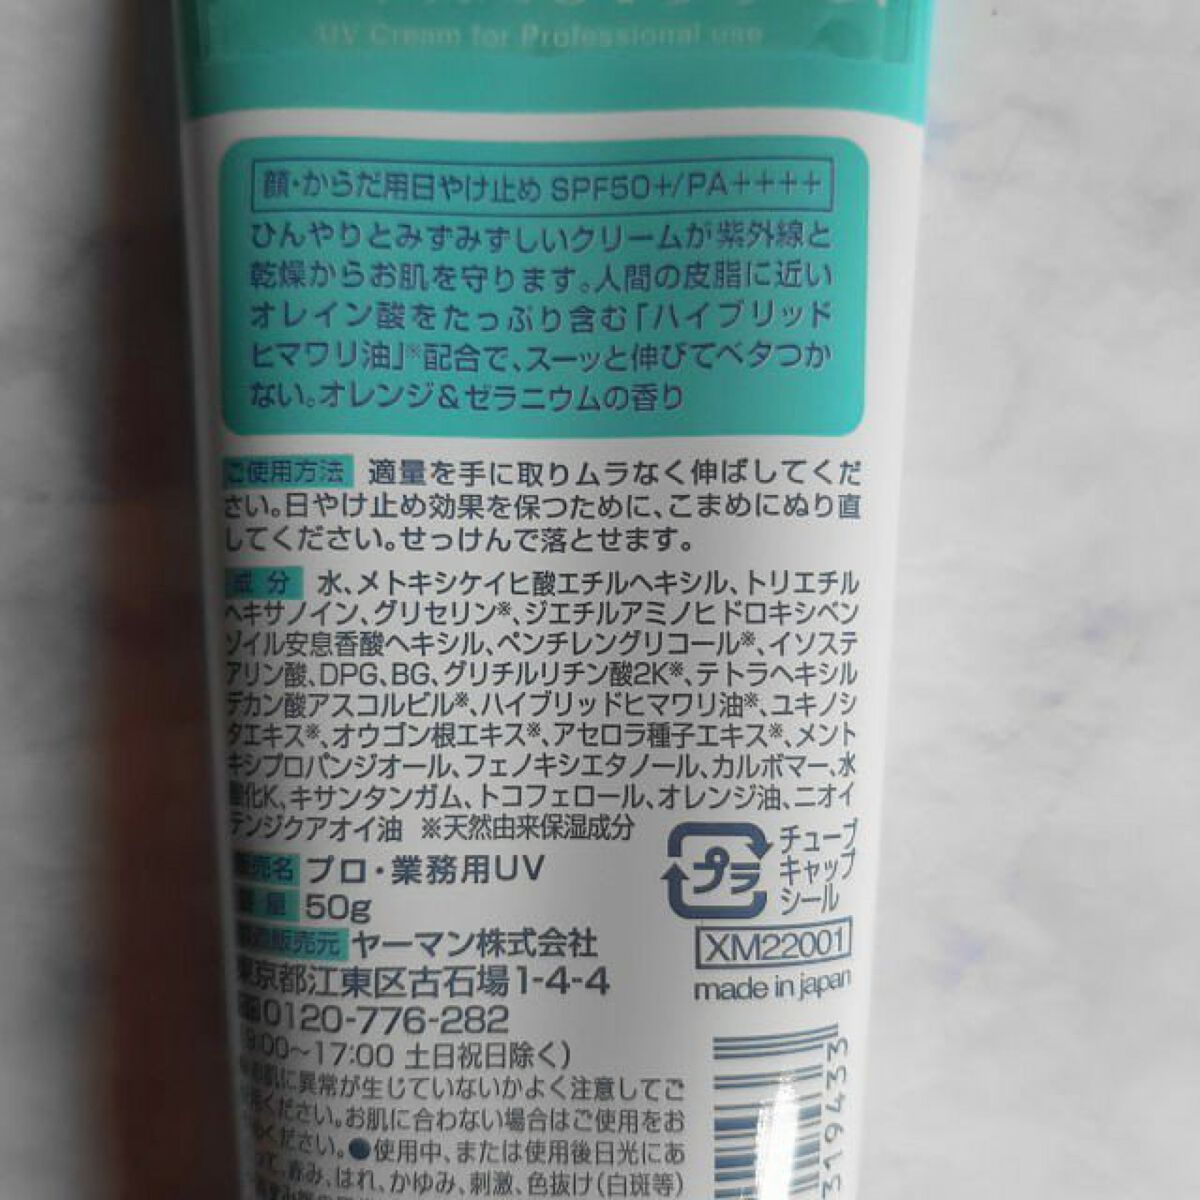 UV Cream for Professional use
顔・からだ用日やけ止め SPF50+/PA++++
ひんやりとみずみずしいクリームが紫外線と
乾燥からお肌を守ります。人間の皮脂に近い
オレイン酸をたっぷり含む「ハイブリッド
ヒマワリ油」※配合で、スーッと伸びてベタつか
ない。オレンジ&ゼラニウムの香り
ご使用方法 適量を手に取りムラなく伸ばしてくだ
さい。日やけ止め効果を保つために、こまめにぬり直
してください。せっけんで落とせます。
成分 水、メトキシケイヒ酸エチルヘキシル、トリエチル
ヘキサノイン、グリセリン※、ジエチルアミノヒドロキシベン
ゾイル安息香酸ヘキシル、ペンチレングリコール※、イソステ
アリン酸、DPG、BG、グリチルリチン酸2K※、テトラヘキシル
デカン酸アスコルビル※、ハイブリッドヒマワリ油※、ユキノシ
タエキス※、オウゴン根エキス※、アセロラ種子エキス※、メント
キシプロパンジオール、フェノキシエタノール、カルボマー、水
酸化K、キサンタンガム、トコフェロール、オレンジ油、ニオイ
テンジクアオイ油 ※天然由来保湿成分
販売名 プロ・業務用UV
容量 50g
製造販売元 ヤーマン株式会社
東京都江東区古石場1-4-4
0120-776-282
9:00〜17:00 土日祝日除く)
お肌に異常が生じていないかよく注意してご
ください。お肌に合わない場合はご使用をお
ください。●使用中、または使用後日光にあ
って、赤み、はれ、かゆみ、刺激、色抜け(白斑等)
プラ
チューブ
キャップ
シール
XM22001
made in japan
319433